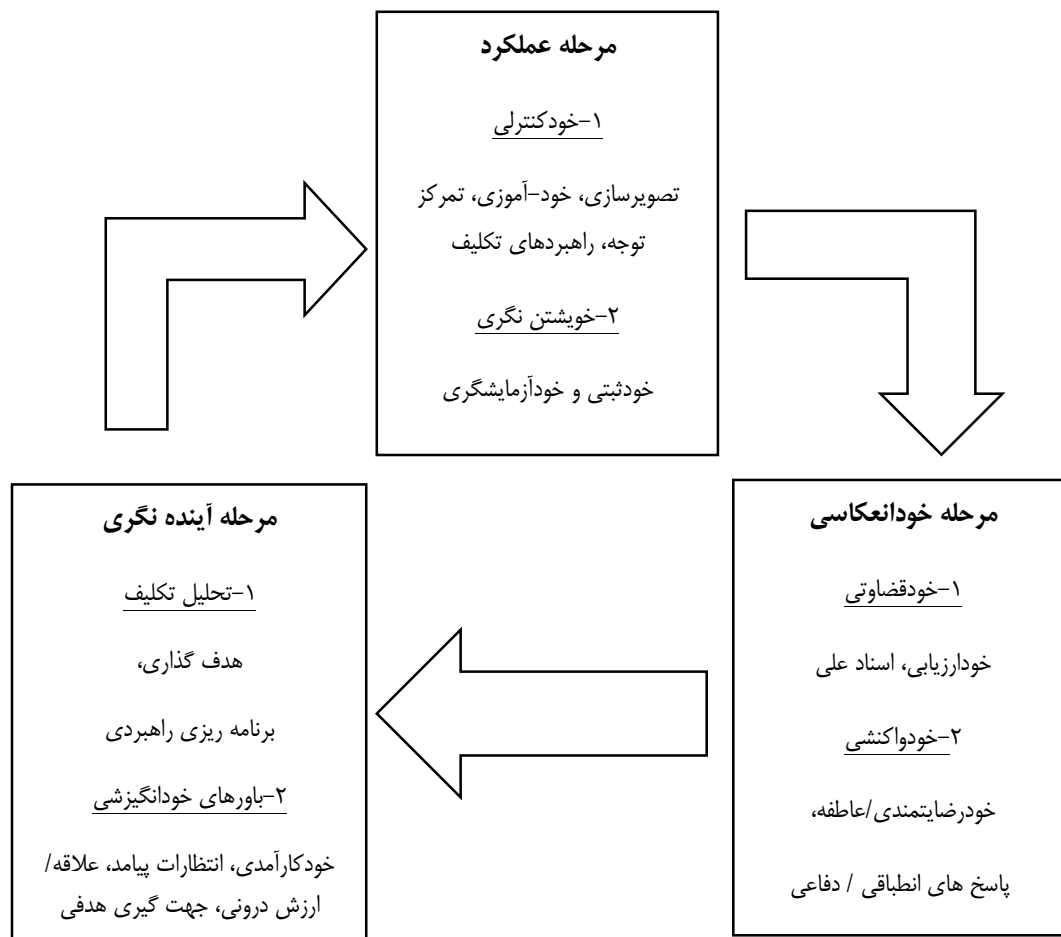 مرحله عملکرد
۱-خودکنترلی
تصویرسازی، خود-آموزی، تمرکز
توجه، راهبردهای تکلیف
۲-خویشتن نگری
خودثبتی و خودآزمایشگری
مرحله خودانعکاسی
۱-خودقضاوتی
خودارزیابی، اسناد علی
۲-خودواکنشی
خودرضایتمندی/عاطفه،
پاسخ های انطباقی / دفاعی
مرحله آینده نگری
۱-تحلیل تکلیف
هدف گذاری،
برنامه ریزی راهبردی
۲-باورهای خودانگیزشی
خودکارآمدی، انتظارات پیامد، علاقه/
ارزش درونی، جهت گیری هدفی